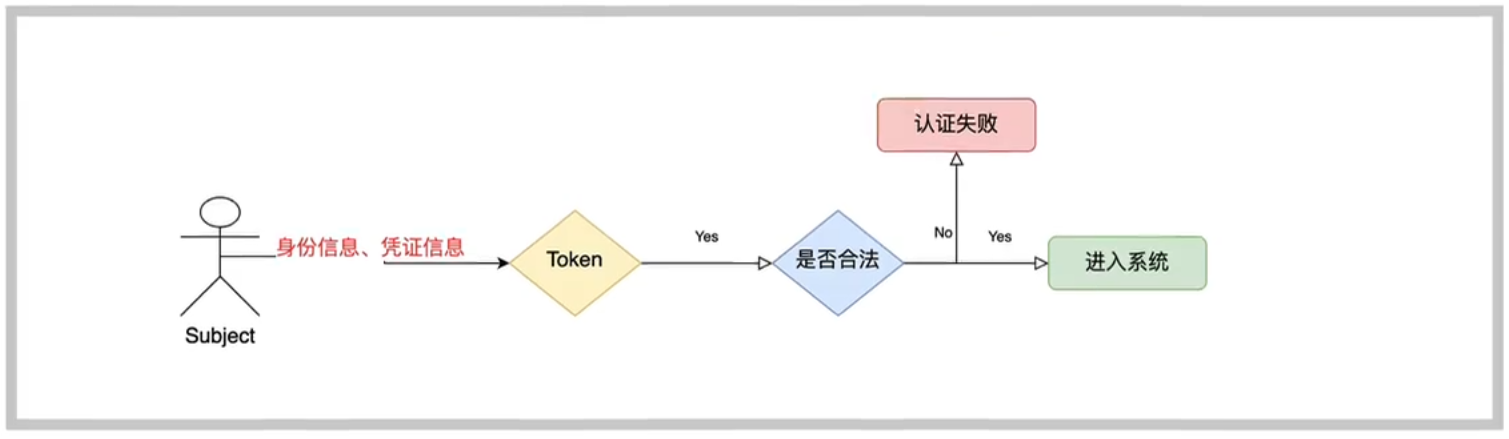 认证失败
身份信息、凭证信息
Token
Yes
是否合法
No
Yes
进入系统
Subject